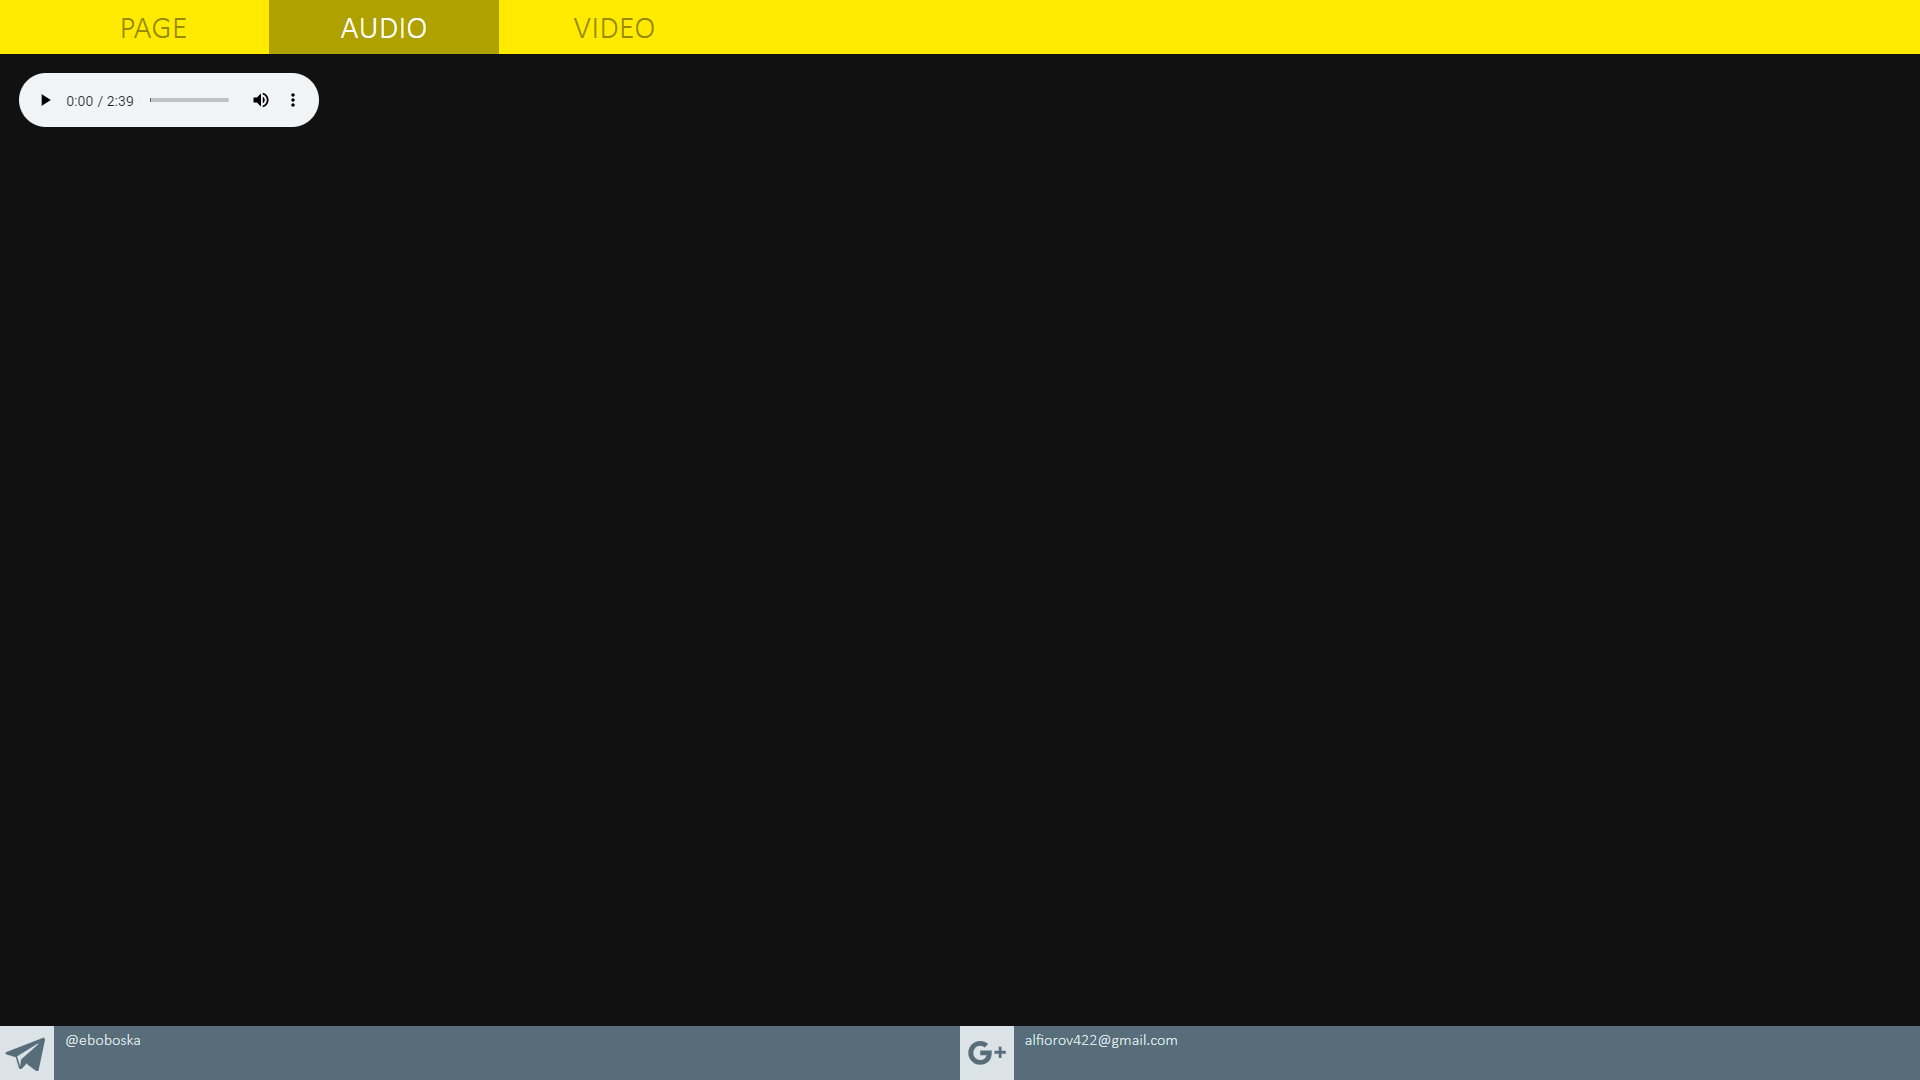 PAGE
AUDIO
VIDEO
0:00 / 2:39
@eboboska
G+
alfiorov422@gmail.com